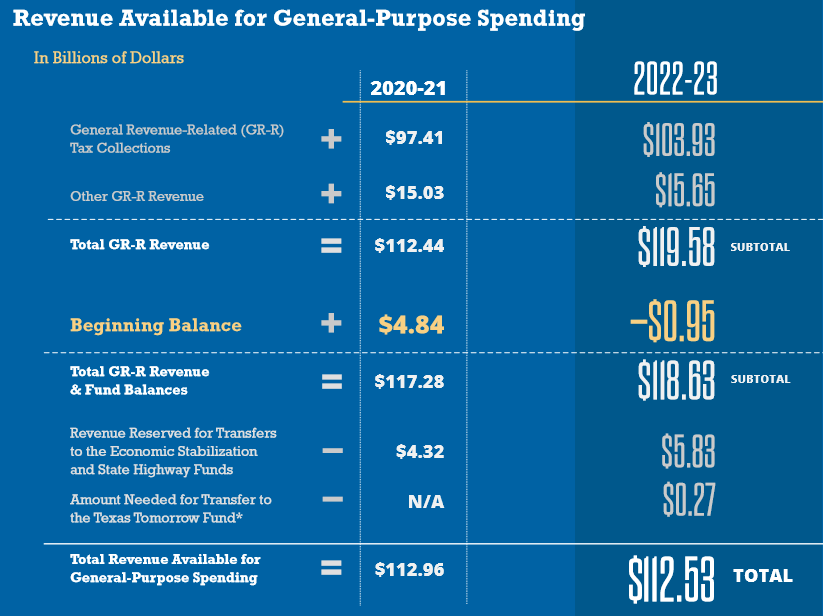 Revenue Available for General-Purpose Spending
In Billions of Dollars
2020-21 2022-23
General Revenue-Related (GR-R)
Tax Collections + $97.41 $103.93
Other GR-R Revenue + $15.03 $15.65
Total GR-R Revenue = $112.44 $119.58 SUBTOTAL
Beginning Balance + $4.84 –$0.95
Total GR-R Revenue
& Fund Balances = $117.28 $118.63 SUBTOTAL
Revenue Reserved for Transfers
to the Economic Stabilization – $4.32 $5.83
and State Highway Funds
Amount Needed for Transfer to – N/A $0.27
the Texas Tomorrow Fund*
Total Revenue Available for
General-Purpose Spending = $112.96 $112.53 TOTAL